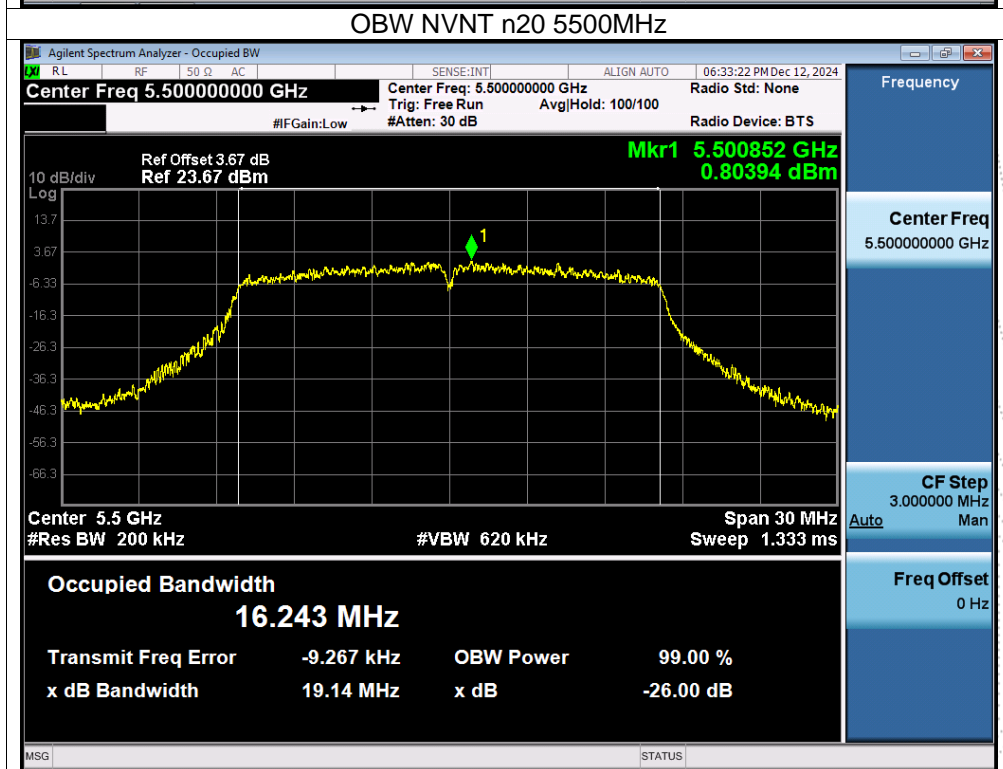 OBW NVNT n20 5500MHz
Agilent Spectrum Analyzer - Occupied BW
LXI RL RF 50 Ω AC SENSE:INT ALIGN AUTO 06:33:22 PM Dec 12, 2024
Center Freq 5.500000000 GHz
Center Freq: 5.500000000 GHz
Radio Std: None
Trig: Free Run Avg|Hold: 100/100
#IFGain:Low #Atten: 30 dB Radio Device: BTS
Ref Offset 3.67 dB
10 dB/div Ref 23.67 dBm
Mkr1 5.500852 GHz
0.80394 dBm
Log
13.7
3.67
-6.33
-16.3
-26.3
-36.3
-46.3
-56.3
-66.3
1
Center 5.5 GHz Span 30 MHz
#Res BW 200 kHz #VBW 620 kHz Sweep 1.333 ms
Occupied Bandwidth
16.243 MHz
Transmit Freq Error -9.267 kHz OBW Power 99.00 %
x dB Bandwidth 19.14 MHz x dB -26.00 dB
Frequency
Center Freq
5.500000000 GHz
CF Step
3.000000 MHz
Auto Man
Freq Offset
0 Hz
MSG STATUS